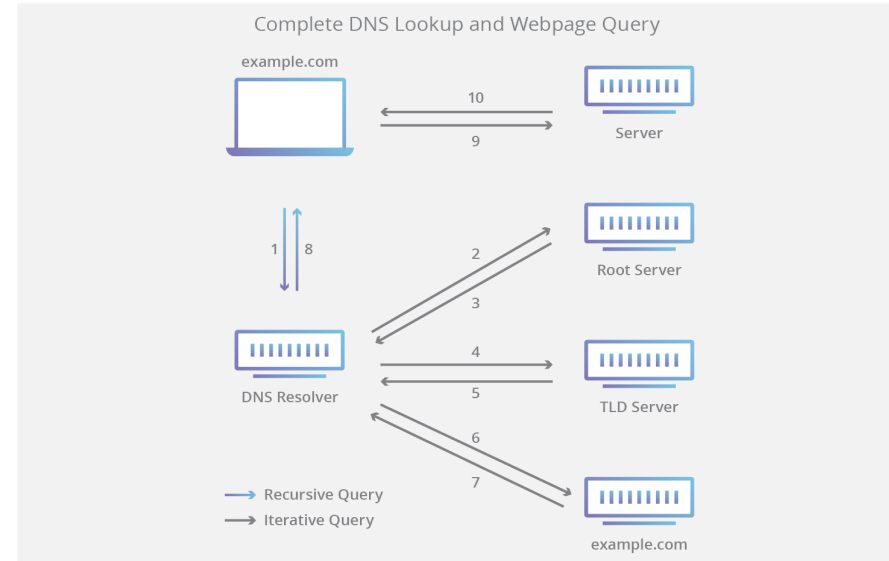 Complete DNS Lookup and Webpage Query
example.com
10
9
Server
1
8
2
3
Root Server
4
5
DNS Resolver
TLD Server
6
7
Recursive Query
Iterative Query
example.com